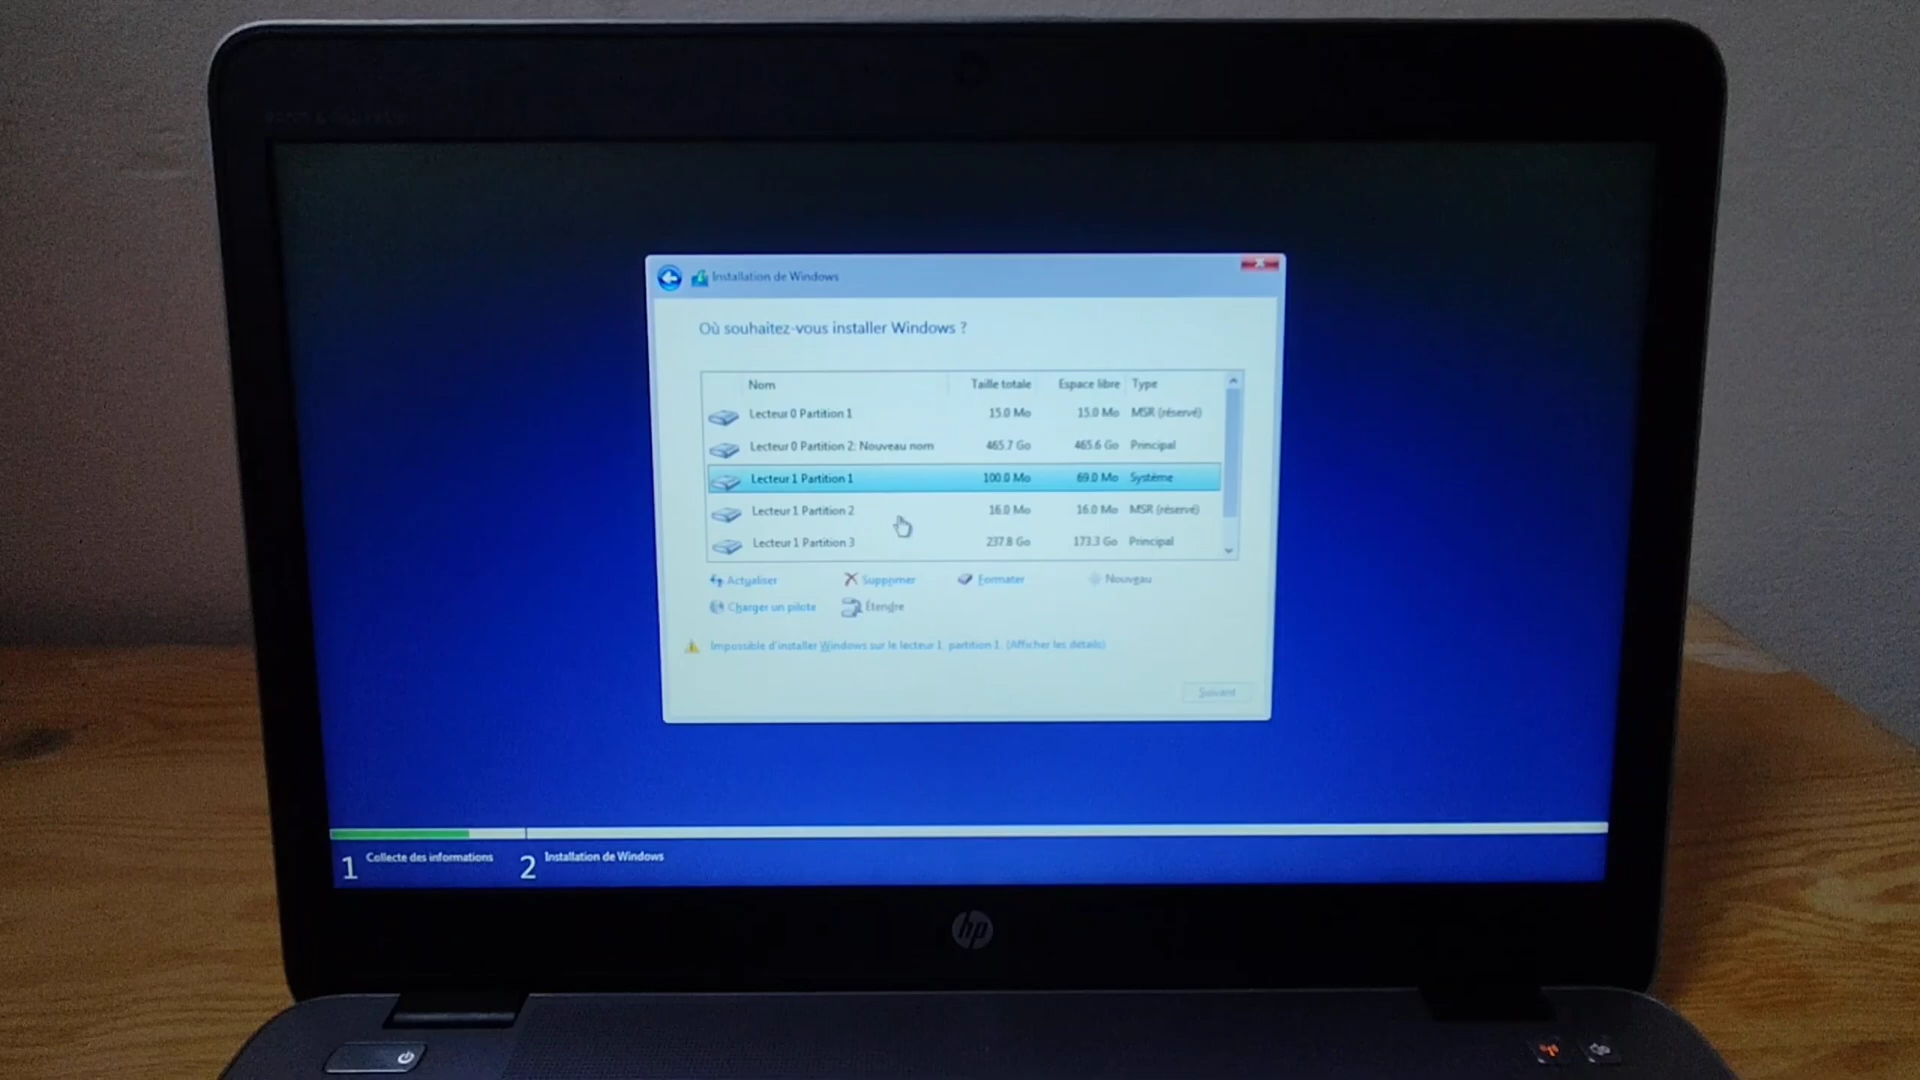 Installation de Windows
Où souhaitez-vous installer Windows ?
Nom Taille totale Espace libre Type
Lecteur 0 Partition 1 15.0 Mo 15.0 Mo MSR (réservé)
Lecteur 0 Partition 2: Nouveau nom 465.7 Go 465.6 Go Principal
Lecteur 1 Partition 1 100.0 Mo 69.0 Mo Système
Lecteur 1 Partition 2 16.0 Mo 16.0 Mo MSR (réservé)
Lecteur 1 Partition 3 237.8 Go 173.3 Go Principal
Actualiser Supprimer Formater Nouveau
Charger un pilote Étendre
Impossible d'installer Windows sur le lecteur 1, partition 1. (Afficher les détails)
Suivant
1 Collecte des informations 2 Installation de Windows
hp